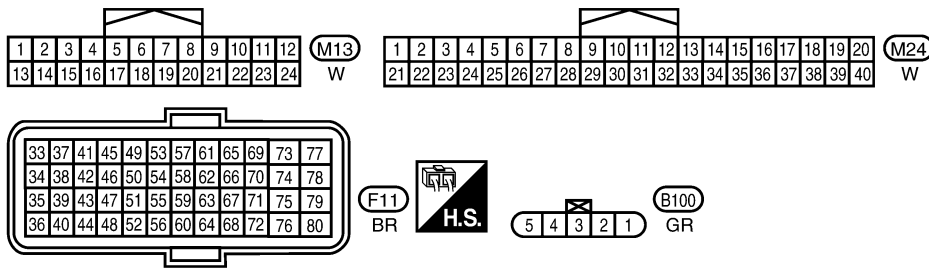 1 2 3 4 5 6 7 8 9 10 11 12 M13
13 14 15 16 17 18 19 20 21 22 23 24 W
1 2 3 4 5 6 7 8 9 10 11 12 13 14 15 16 17 18 19 20 M24
21 22 23 24 25 26 27 28 29 30 31 32 33 34 35 36 37 38 39 40 W
33 37 41 45 49 53 57 61 65 69 73 77
34 38 42 46 50 54 58 62 66 70 74 78
35 39 43 47 51 55 59 63 67 71 75 79
36 40 44 48 52 56 60 64 68 72 76 80
F11
BR
H.S.
5 4 3 2 1
B100
GR